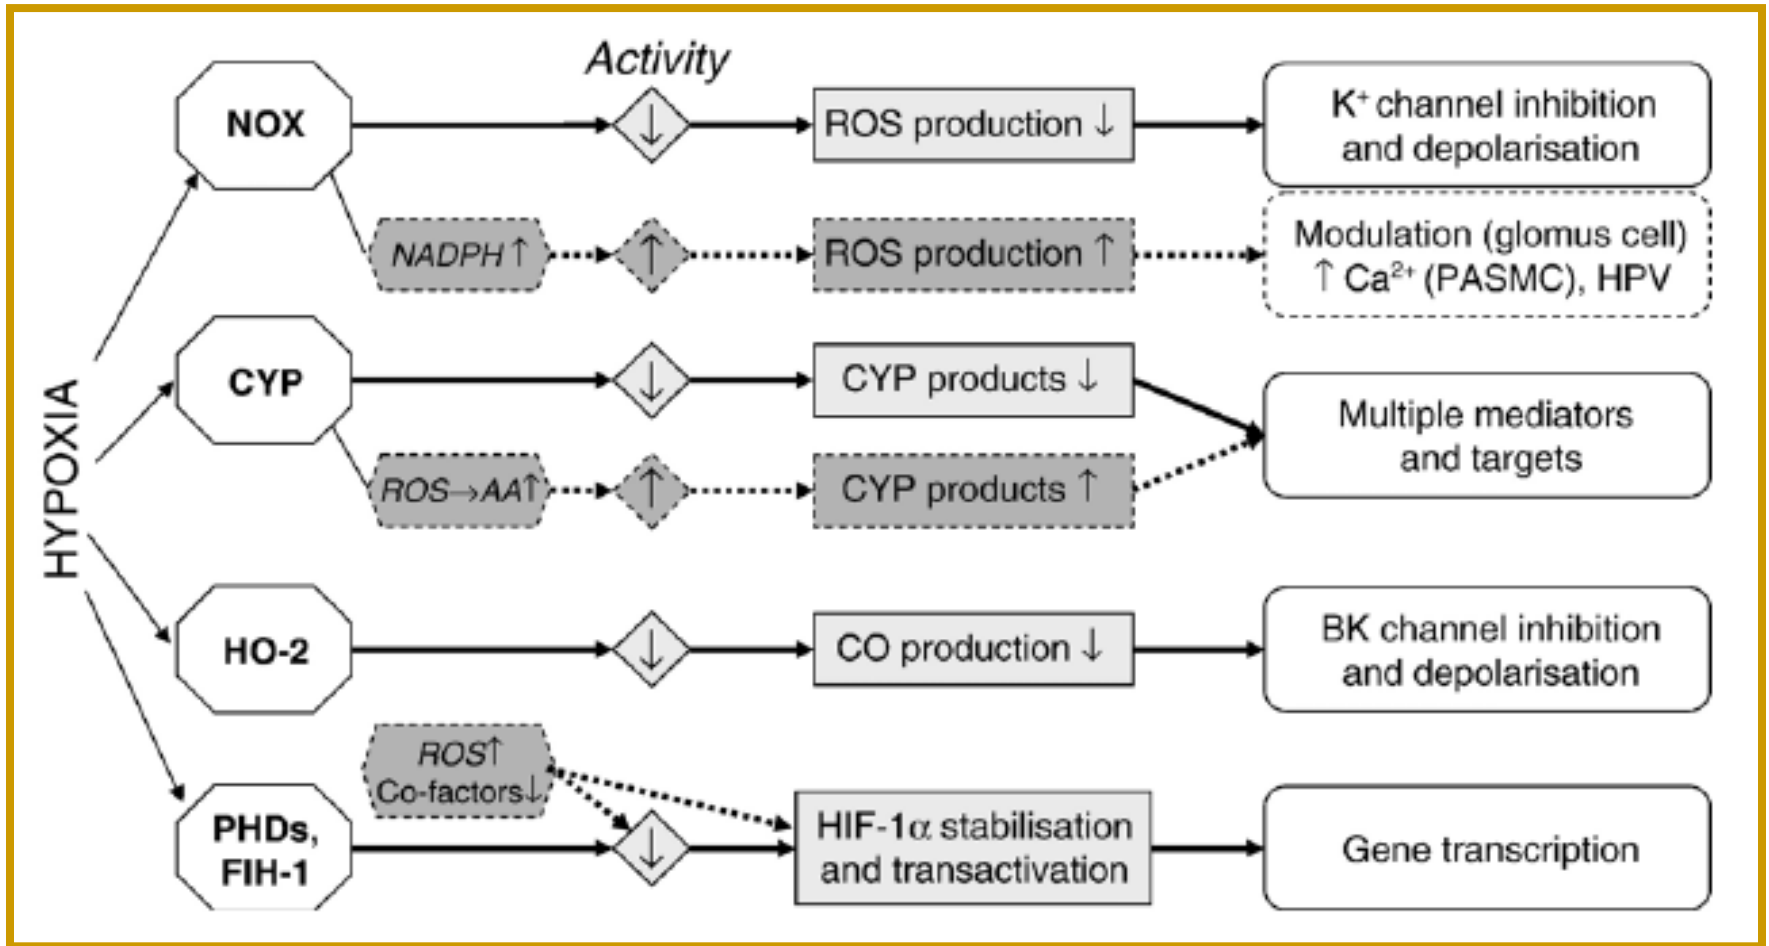 Activity
HYPOXIA
NOX
↓
ROS production ↓
K⁺ channel inhibition
and depolarisation
NADPH ↑
↑
ROS production ↑
Modulation (glomus cell)
↑ Ca²⁺ (PASMC), HPV
CYP
↓
CYP products ↓
Multiple mediators
and targets
ROS→AA↑
↑
CYP products ↑
HO-2
↓
CO production ↓
BK channel inhibition
and depolarisation
ROS↑
Co-factors↓
PHDs,
FIH-1
↓
HIF-1α stabilisation
and transactivation
Gene transcription